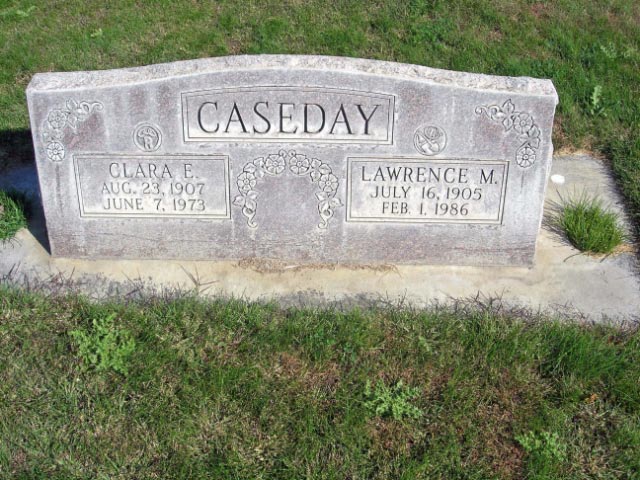 CASEDAY
CLARA E.
AUG. 23, 1907
JUNE 7, 1973
LAWRENCE M.
JULY 16, 1905
FEB. 1, 1986